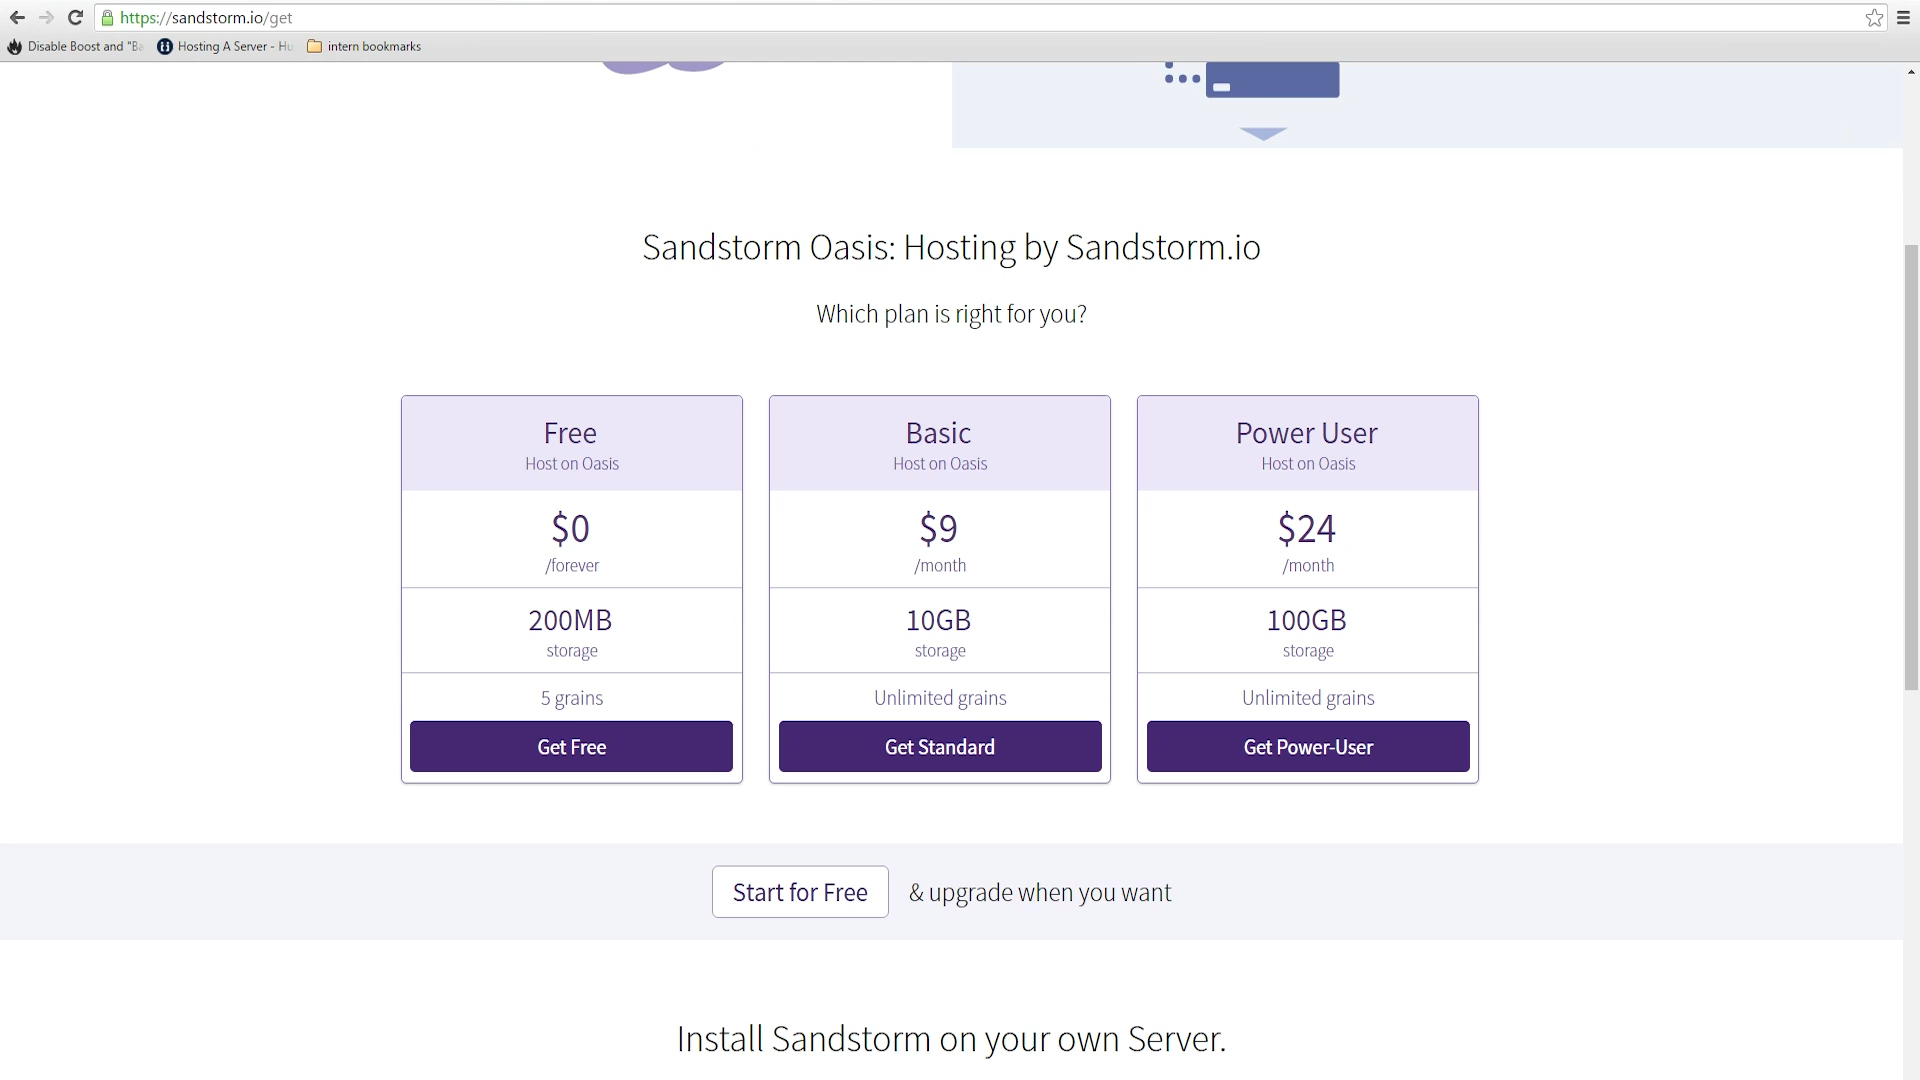 https://sandstorm.io/get
Disable Boost and "Ba
Hosting A Server - Hu
intern bookmarks
Sandstorm Oasis: Hosting by Sandstorm.io
Which plan is right for you?
Free
Host on Oasis
$0
/forever
200MB
storage
5 grains
Get Free
Basic
Host on Oasis
$9
/month
10GB
storage
Unlimited grains
Get Standard
Power User
Host on Oasis
$24
/month
100GB
storage
Unlimited grains
Get Power-User
Start for Free & upgrade when you want
Install Sandstorm on your own Server.